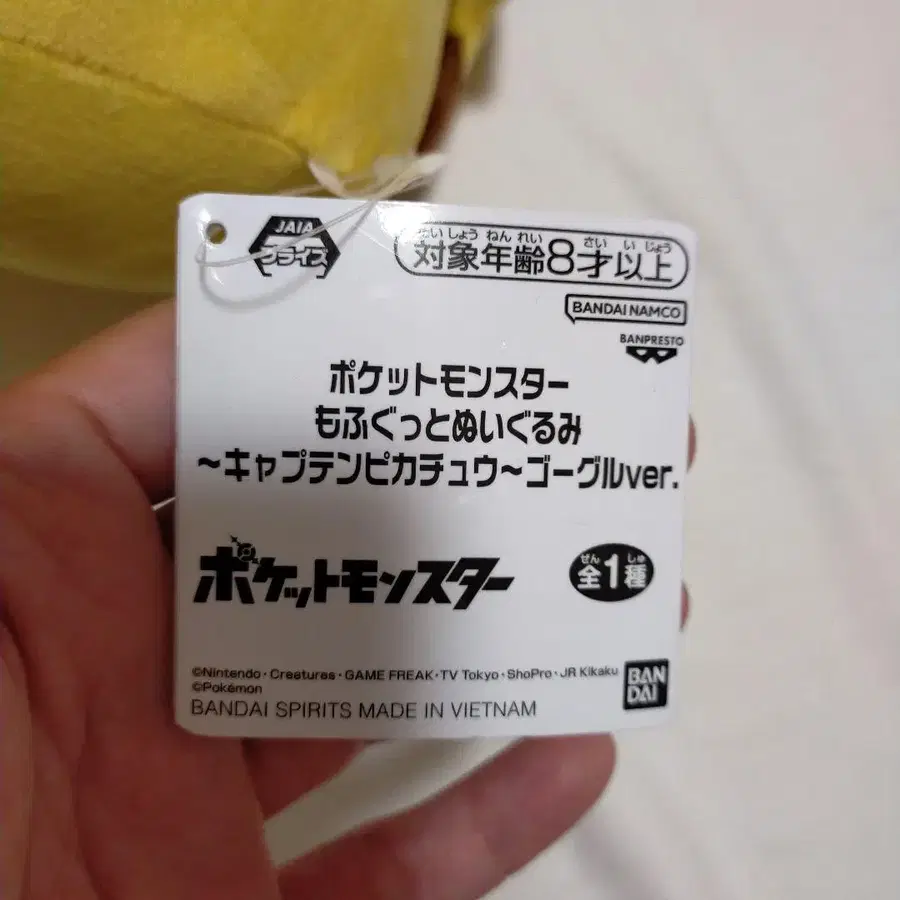 JAIA
プライズ
たいしょうねんれい さいいじょう
対象年齢8才以上
BANDAI NAMCO
BANPRESTO
ポケットモンスター
もふぐっとぬいぐるみ
~キャプテンピカチュウ~ゴーグルver.
ポケットモンスター
ぜん しゅ
全1種
©Nintendo・Creatures・GAME FREAK・TV Tokyo・ShoPro・JR Kikaku
©Pokémon
BANDAI SPIRITS MADE IN VIETNAM
BAN
DAI